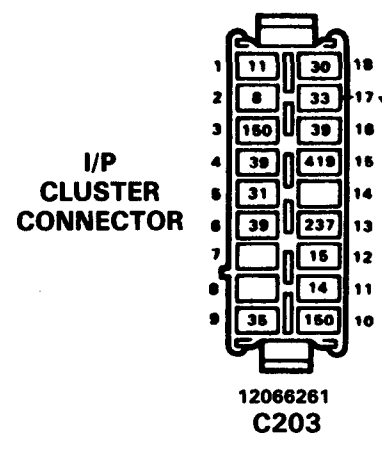 1 11 30 18
2 8 33 17
3 150 39 16
I/P
CLUSTER
CONNECTOR
4 39 419 15
5 31 14
6 39 237 13
7 15 12
8 14 11
9 35 150 10
12066261
C203